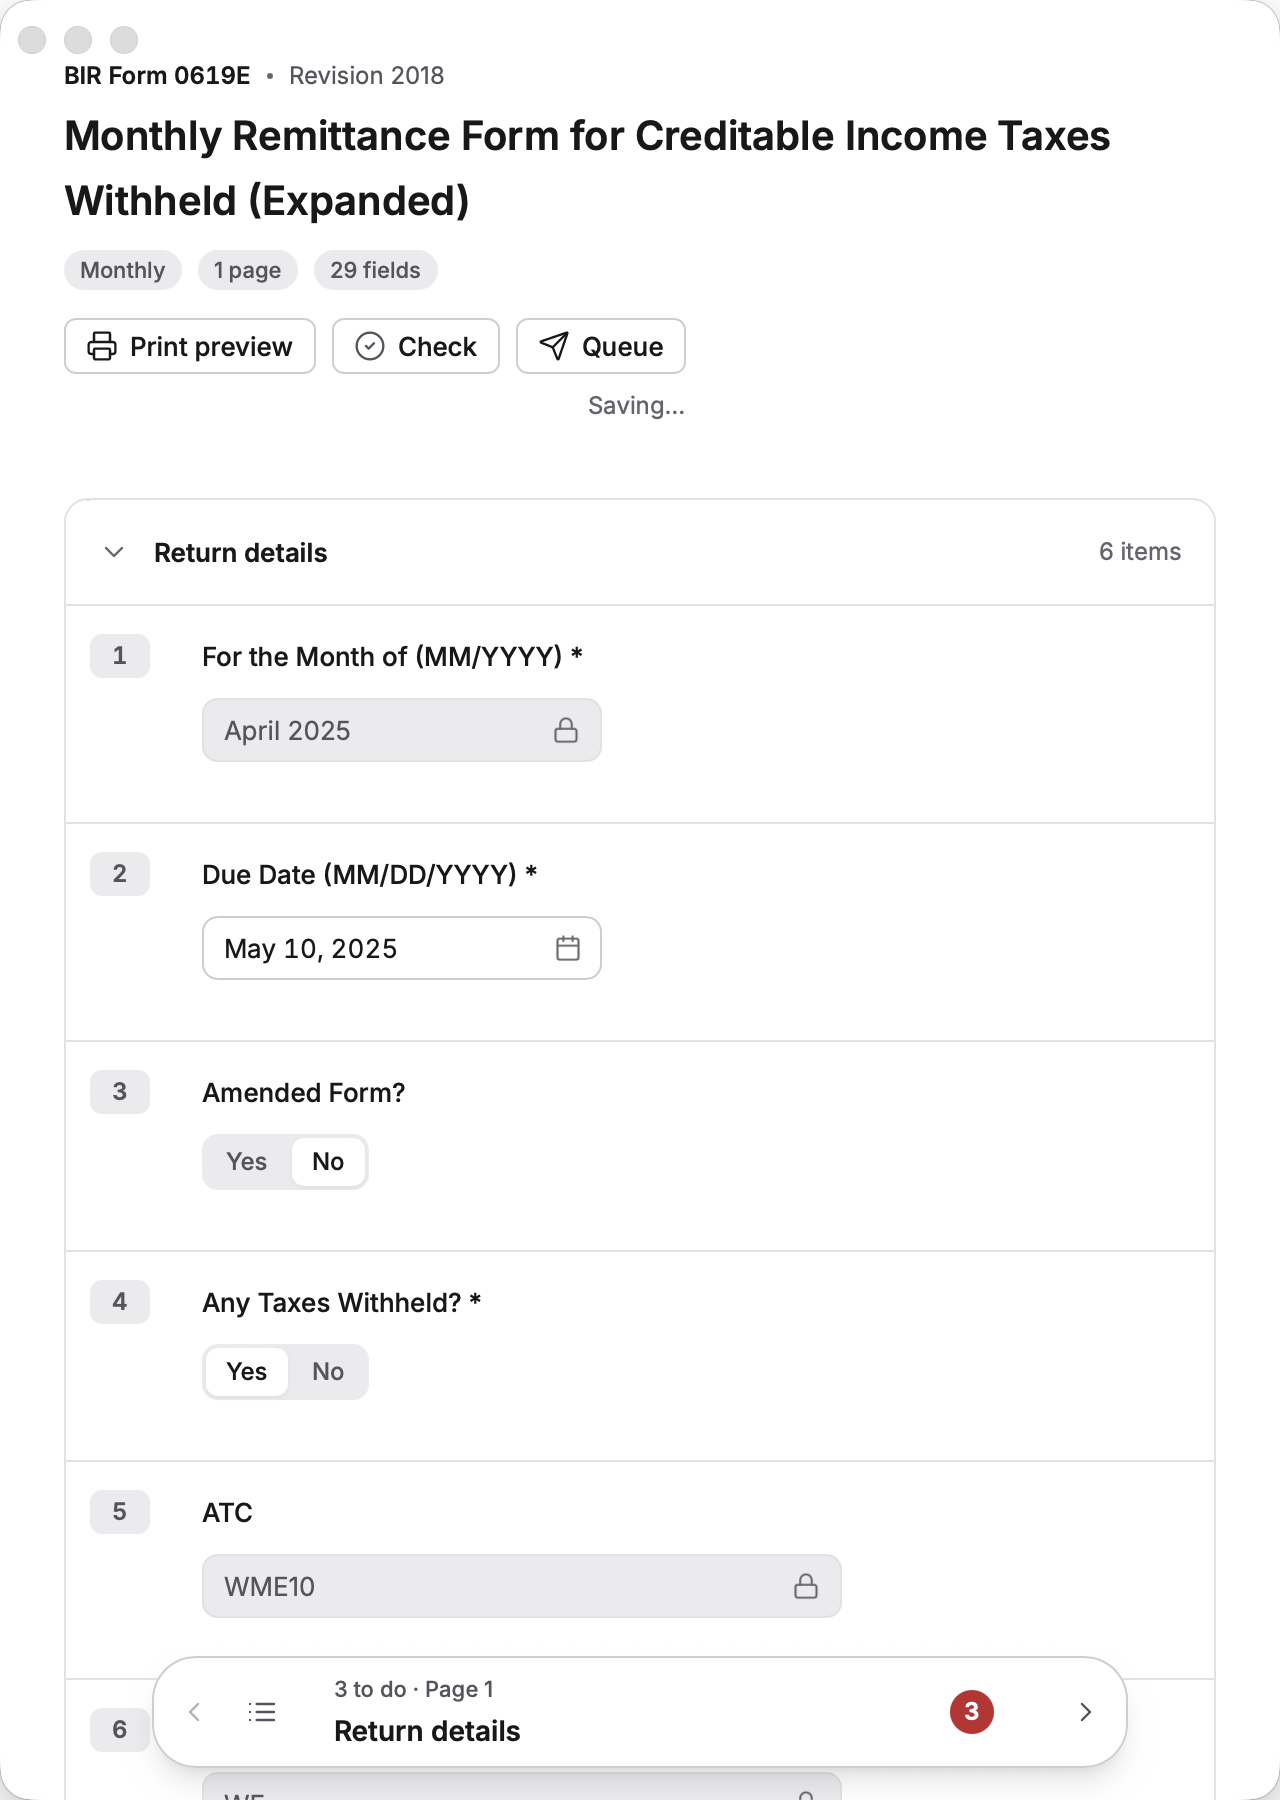 BIR Form 0619E • Revision 2018
Monthly Remittance Form for Creditable Income Taxes
Withheld (Expanded)
Monthly 1 page 29 fields
Print preview Check Queue
Saving...
Return details 6 items
1 For the Month of (MM/YYYY) *
April 2025
2 Due Date (MM/DD/YYYY) *
May 10, 2025
3 Amended Form?
Yes No
4 Any Taxes Withheld? *
Yes No
5 ATC
WME10
3 to do · Page 1
6 Return details 3